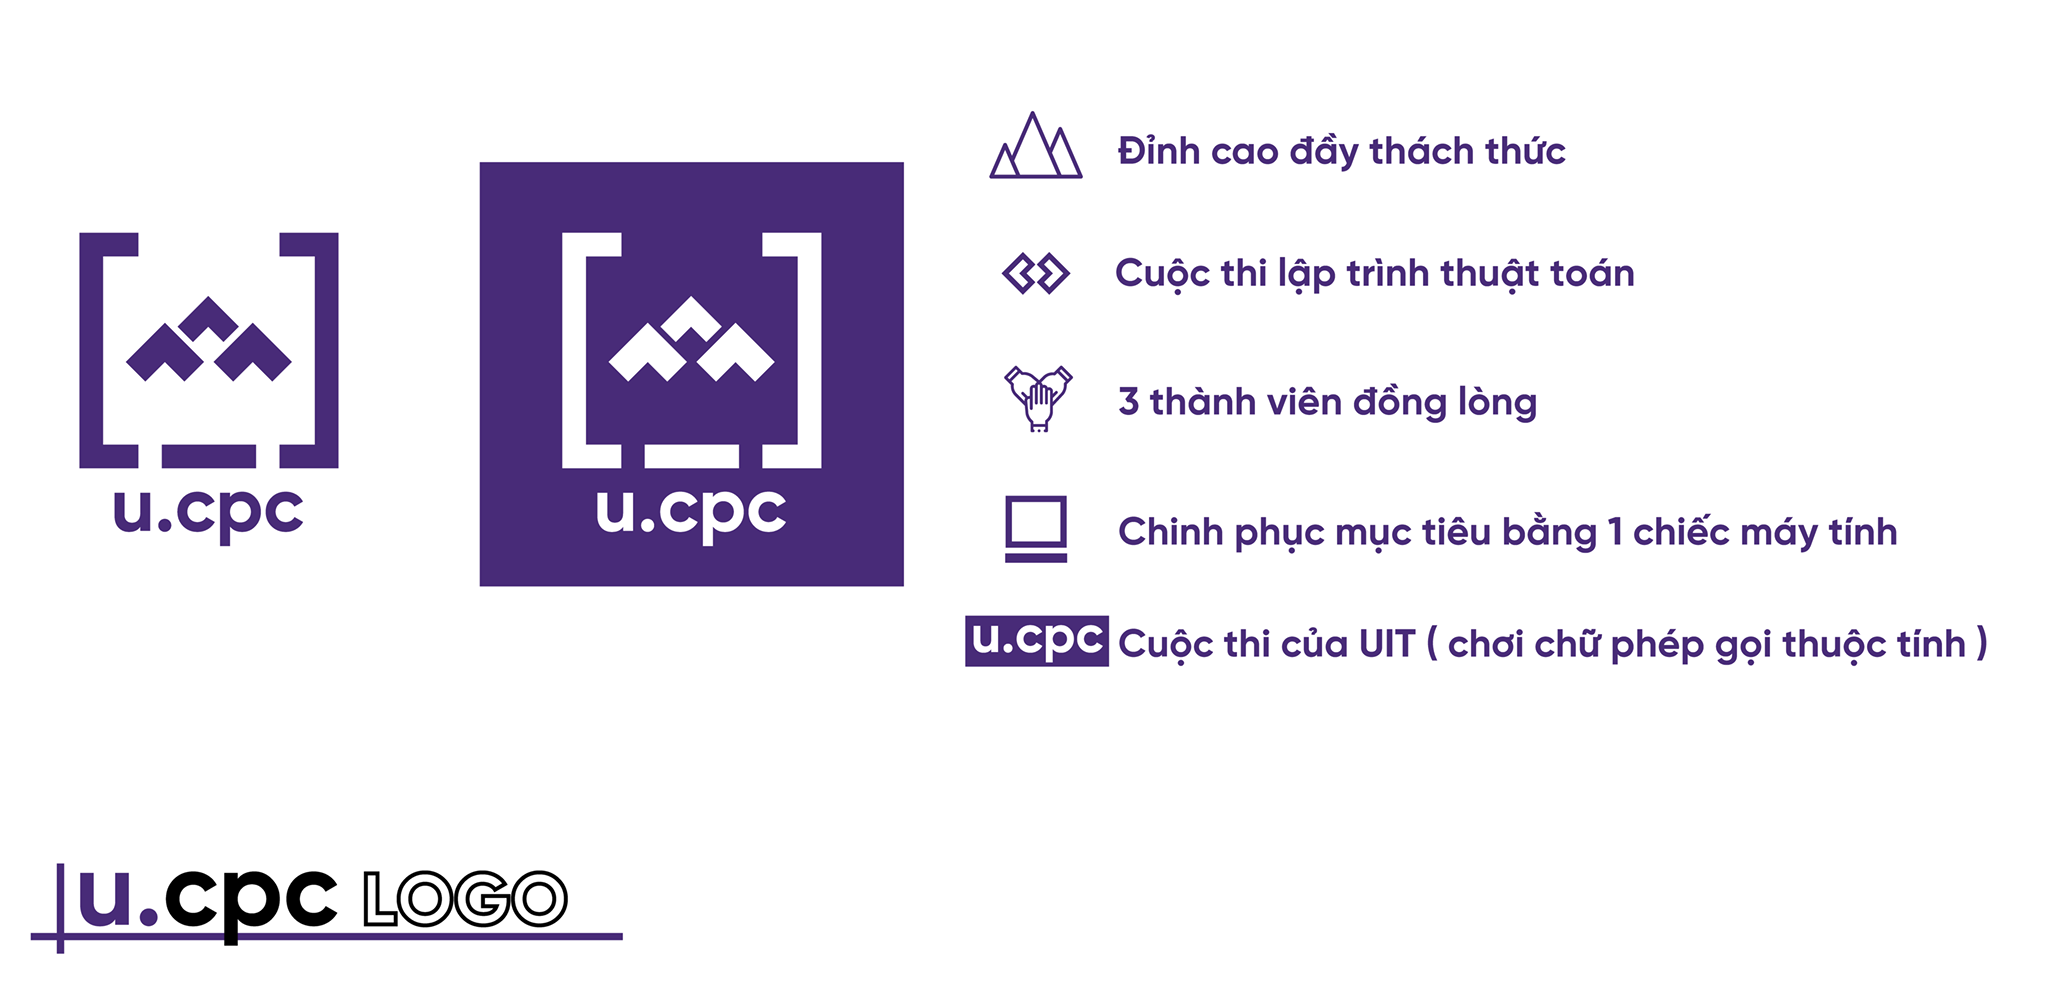 u.cpc
u.cpc
Đỉnh cao đầy thách thức
Cuộc thi lập trình thuật toán
3 thành viên đồng lòng
Chinh phục mục tiêu bằng 1 chiếc máy tính
u.cpc Cuộc thi của UIT ( chơi chữ phép gọi thuộc tính )
u.cpc LOGO